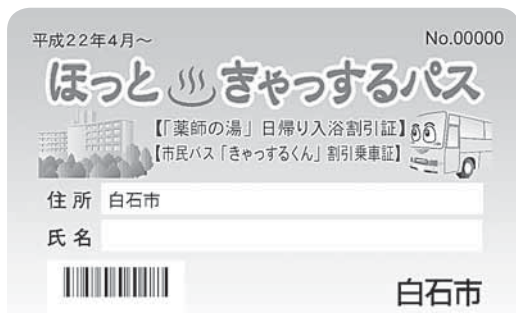 平成22年4月～ No.00000
ほっと♨きゃっするパス
【「薬師の湯」日帰り入浴割引証】
【市民バス「きゃっするくん」割引乗車証】
住所 白石市
氏名
白石市